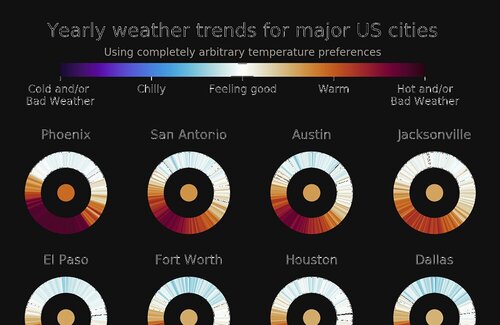 Yearly weather trends for major US cities
Using completely arbitrary temperature preferences
Cold and/or
Bad Weather
Chilly
Feeling good
Warm
Hot and/or
Bad Weather
Phoenix
San Antonio
Austin
Jacksonville
El Paso
Fort Worth
Houston
Dallas